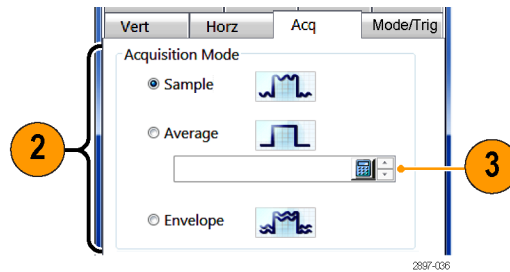 Vert Horz Acq Mode/Trig
Acquisition Mode
Sample
2
Average
3
Envelope
2897-036